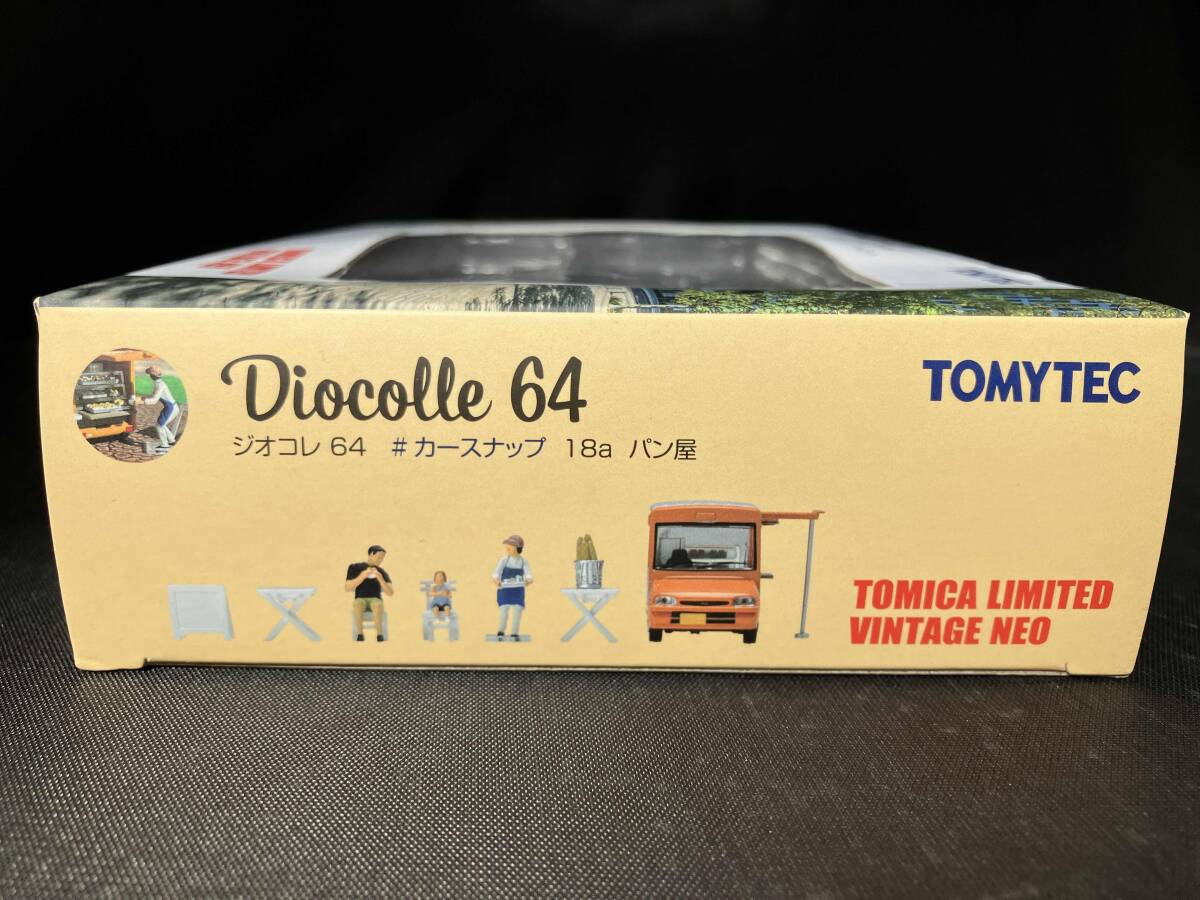 Diocolle 64
TOMYTEC
ジオコレ 64 #カースナップ 18a パン屋
TOMICA LIMITED
VINTAGE NEO